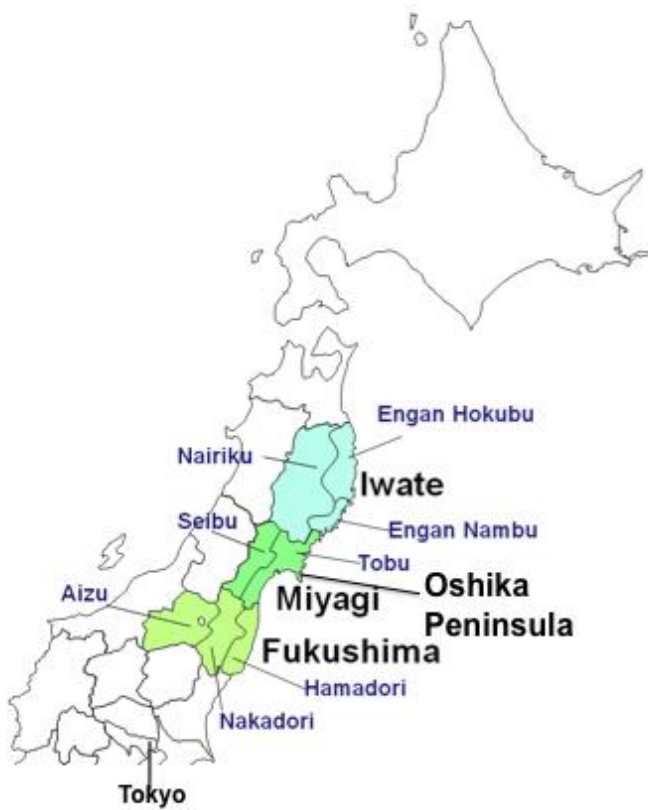 Engan Hokubu
Nairiku
Iwate
Seibu
Engan Nambu
Tobu
Aizu
Miyagi
Oshika
Peninsula
Fukushima
Hamadori
Nakadori
Tokyo